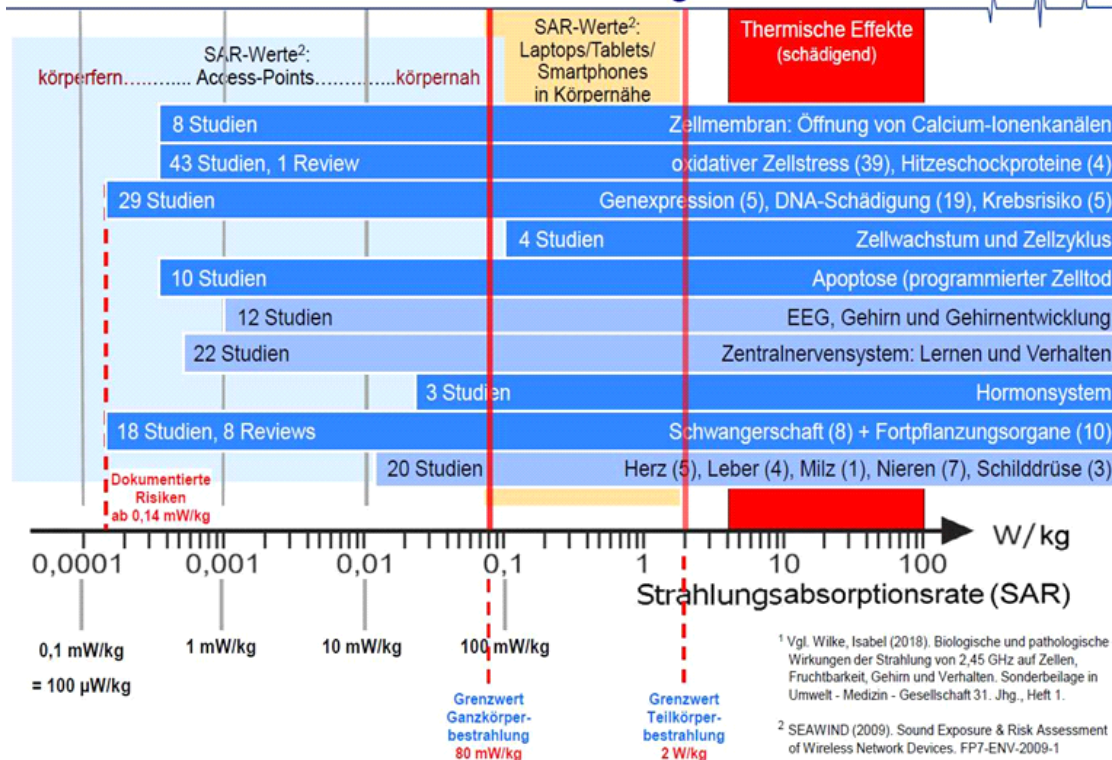 SAR-Werte²:
körperfern………... Access-Points…………..körpernah
SAR-Werte²:
Laptops/Tablets/
Smartphones
in Körpernähe
Thermische Effekte
(schädigend)
8 Studien Zellmembran: Öffnung von Calcium-Ionenkanälen
43 Studien, 1 Review oxidativer Zellstress (39), Hitzeschockproteine (4)
29 Studien Genexpression (5), DNA-Schädigung (19), Krebsrisiko (5)
4 Studien Zellwachstum und Zellzyklus
10 Studien Apoptose (programmierter Zelltod
12 Studien EEG, Gehirn und Gehirnentwicklung
22 Studien Zentralnervensystem: Lernen und Verhalten
3 Studien Hormonsystem
18 Studien, 8 Reviews Schwangerschaft (8) + Fortpflanzungsorgane (10)
20 Studien Herz (5), Leber (4), Milz (1), Nieren (7), Schilddrüse (3)
Dokumentierte
Risiken
ab 0,14 mW/kg
W/kg
0,0001 0,001 0,01 0,1 1 10 100
Strahlungsabsorptionsrate (SAR)
0,1 mW/kg 1 mW/kg 10 mW/kg 100 mW/kg
= 100 µW/kg
Grenzwert
Ganzkörper-
bestrahlung
80 mW/kg
Grenzwert
Teilkörper-
bestrahlung
2 W/kg
¹ Vgl. Wilke, Isabel (2018). Biologische und pathologische
Wirkungen der Strahlung von 2,45 GHz auf Zellen,
Fruchtbarkeit, Gehirn und Verhalten. Sonderbeilage in
Umwelt - Medizin - Gesellschaft 31. Jhg., Heft 1.
² SEAWIND (2009). Sound Exposure & Risk Assessment
of Wireless Network Devices. FP7-ENV-2009-1